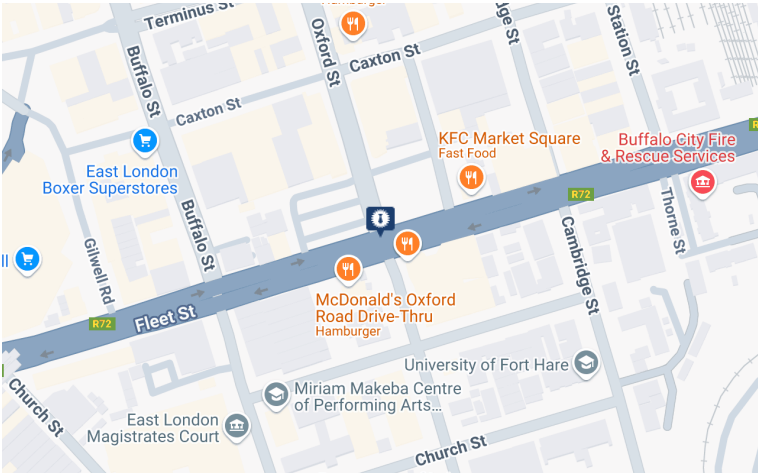 Hamburger
Terminus St
Oxford St
Station St
Buffalo St
Caxton St
Caxton St
KFC Market Square
Fast Food
Buffalo City Fire
& Rescue Services
East London
Boxer Superstores
R72
Thorne St
Buffalo St
Gilwell Rd
Cambridge St
McDonald's Oxford
Road Drive-Thru
Hamburger
Fleet St
R72
University of Fort Hare
Church St
Miriam Makeba Centre
of Performing Arts...
East London
Magistrates Court
Church St